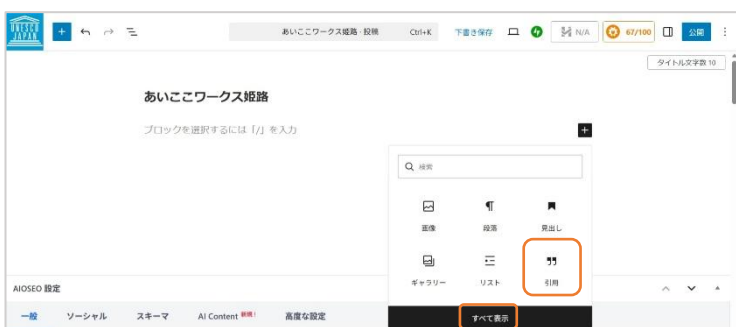 UNESCO
JAPAN
あいここワークス姫路 · 投稿 Ctrl+K 下書き保存 N/A 67/100 公開
タイトル文字数 10
あいここワークス姫路
ブロックを選択するには「/」を入力
検索
画像 段落 見出し
ギャラリー リスト 引用
すべて表示
AIOSEO 設定
一般 ソーシャル スキーマ AI Content 新規! 高度な設定